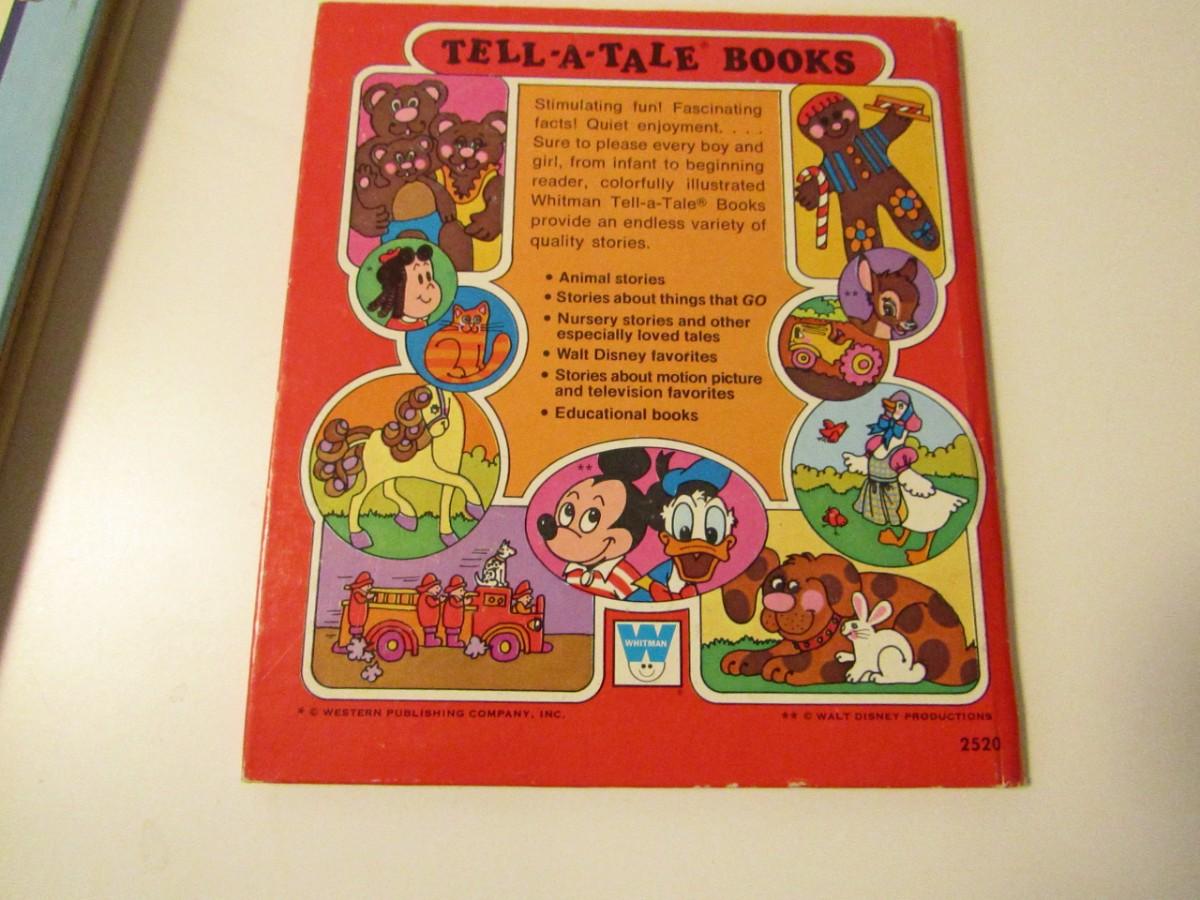 TELL-A-TALE® BOOKS
Stimulating fun! Fascinating
facts! Quiet enjoyment. . . .
Sure to please every boy and
girl, from infant to beginning
reader, colorfully illustrated
Whitman Tell-a-Tale® Books
provide an endless variety of
quality stories.
• Animal stories
• Stories about things that GO
• Nursery stories and other
especially loved tales
• Walt Disney favorites
• Stories about motion picture
and television favorites
• Educational books
*
**
**
WHITMAN
W
®
* © WESTERN PUBLISHING COMPANY, INC.
** © WALT DISNEY PRODUCTIONS
2520